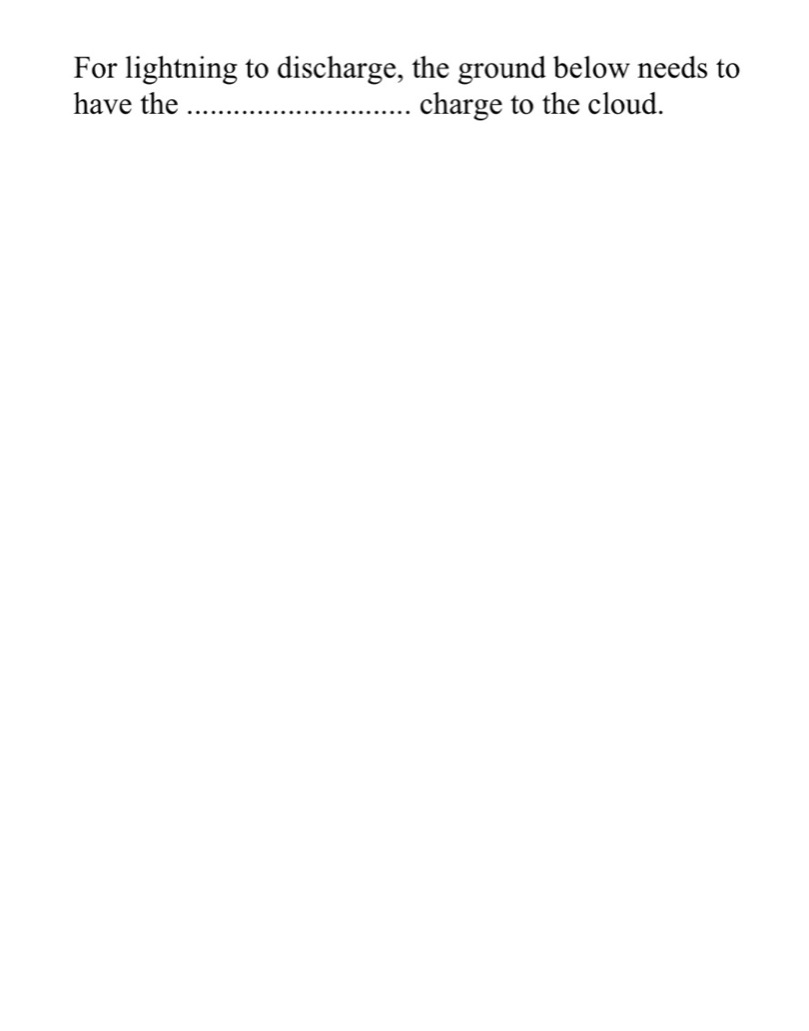 For lightning to discharge, the ground below needs to
have the ............................. charge to the cloud.